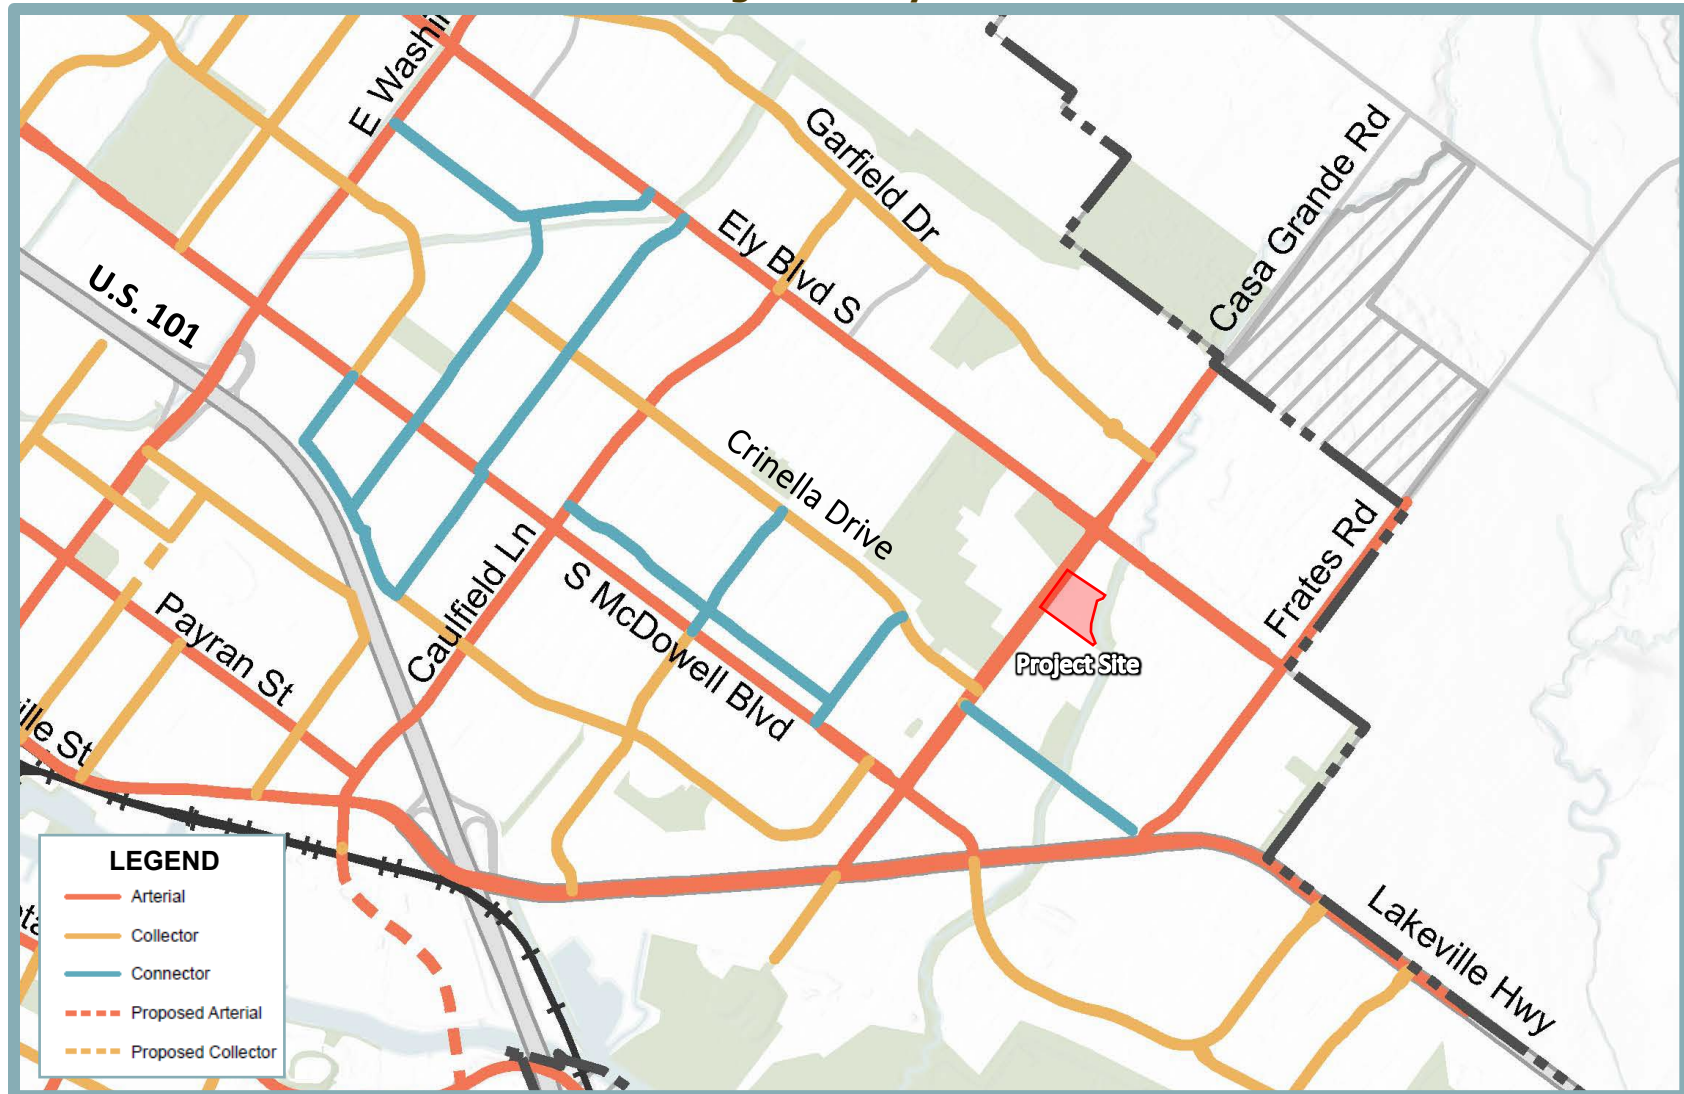 E Washi
Garfield Dr
Casa Grande Rd
Ely Blvd S
U.S. 101
Crinella Drive
Frates Rd
Caulfield Ln
S McDowell Blvd
Project Site
Payran St
ille St
Lakeville Hwy
LEGEND
Arterial
Collector
Connector
Proposed Arterial
Proposed Collector